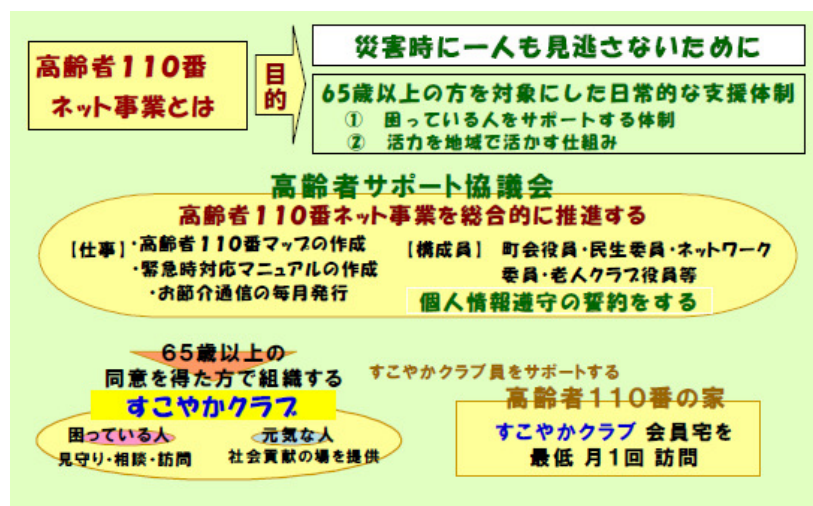 高齢者110番
ネット事業とは
目的
災害時に一人も見逃さないために
65歳以上の方を対象にした日常的な支援体制
① 困っている人をサポートする体制
② 活力を地域で活かす仕組み
高齢者サポート協議会
高齢者110番ネット事業を総合的に推進する
【仕事】・高齢者110番マップの作成
・緊急時対応マニュアルの作成
・お節介通信の毎月発行
【構成員】 町会役員・民生委員・ネットワーク
委員・老人クラブ役員等
個人情報遵守の誓約をする
65歳以上の
同意を得た方で組織する
すこやかクラブ
困っている人
見守り・相談・訪問
元気な人
社会貢献の場を提供
すこやかクラブ員をサポートする
高齢者110番の家
すこやかクラブ 会員宅を
最低 月1回 訪問